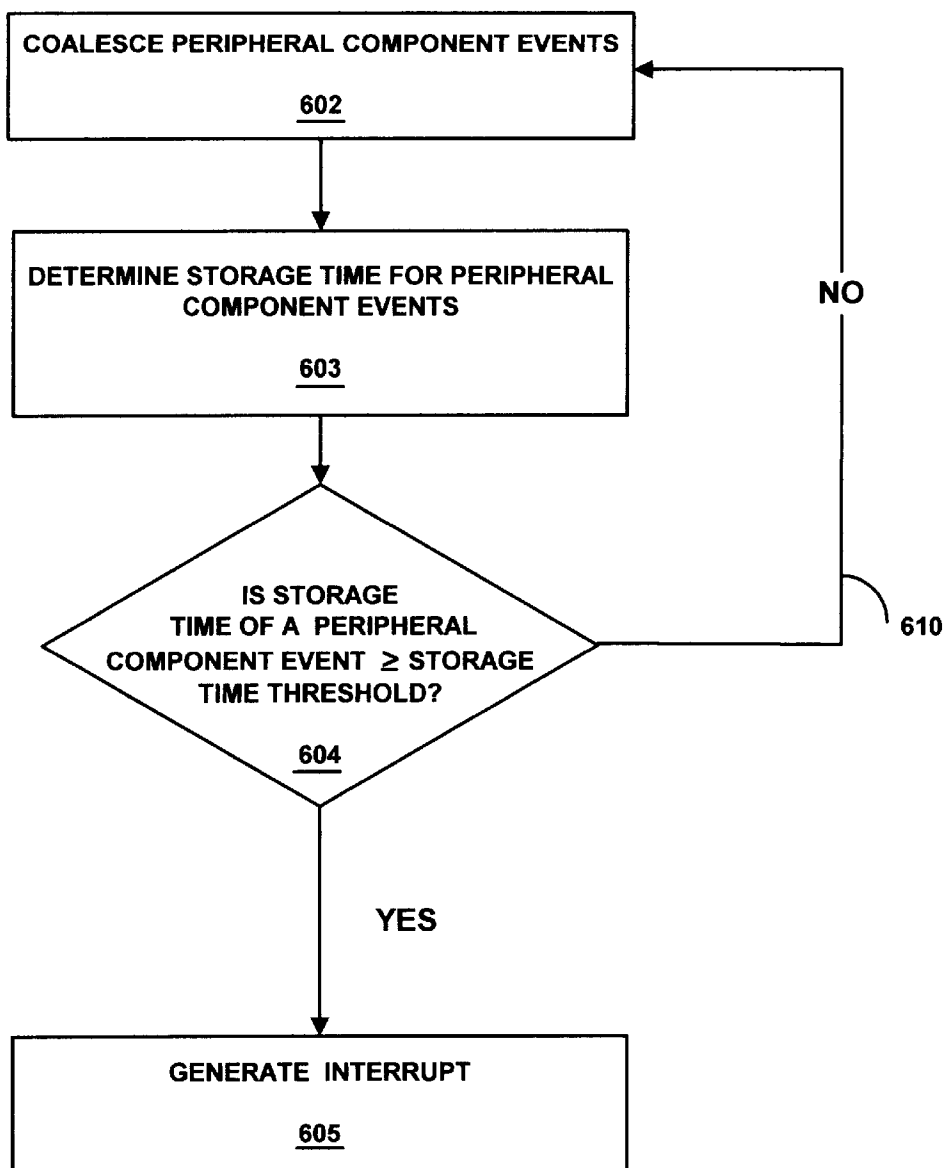 COALESCE PERIPHERAL COMPONENT EVENTS
602
DETERMINE STORAGE TIME FOR PERIPHERAL
COMPONENT EVENTS
603
NO
IS STORAGE
TIME OF A PERIPHERAL
COMPONENT EVENT ≥ STORAGE
TIME THRESHOLD?
604
610
YES
GENERATE INTERRUPT
605